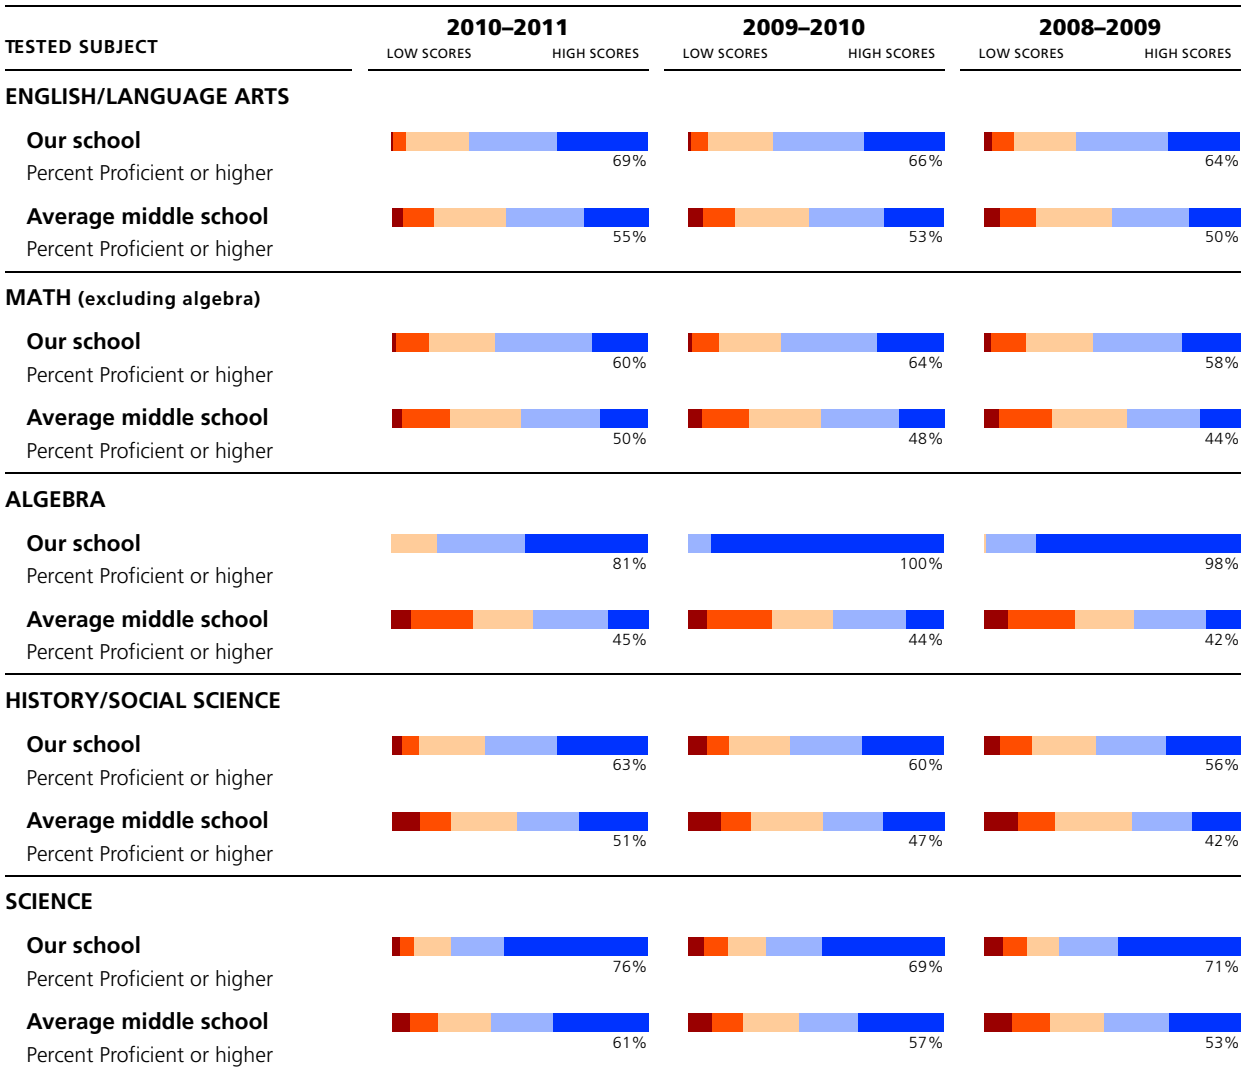 2010–2011 2009–2010 2008–2009
TESTED SUBJECT LOW SCORES HIGH SCORES LOW SCORES HIGH SCORES LOW SCORES HIGH SCORES
ENGLISH/LANGUAGE ARTS
Our school
69% 66% 64%
Percent Proficient or higher
Average middle school
55% 53% 50%
Percent Proficient or higher
MATH (excluding algebra)
Our school
60% 64% 58%
Percent Proficient or higher
Average middle school
50% 48% 44%
Percent Proficient or higher
ALGEBRA
Our school
81% 100% 98%
Percent Proficient or higher
Average middle school
45% 44% 42%
Percent Proficient or higher
HISTORY/SOCIAL SCIENCE
Our school
63% 60% 56%
Percent Proficient or higher
Average middle school
51% 47% 42%
Percent Proficient or higher
SCIENCE
Our school
76% 69% 71%
Percent Proficient or higher
Average middle school
61% 57% 53%
Percent Proficient or higher